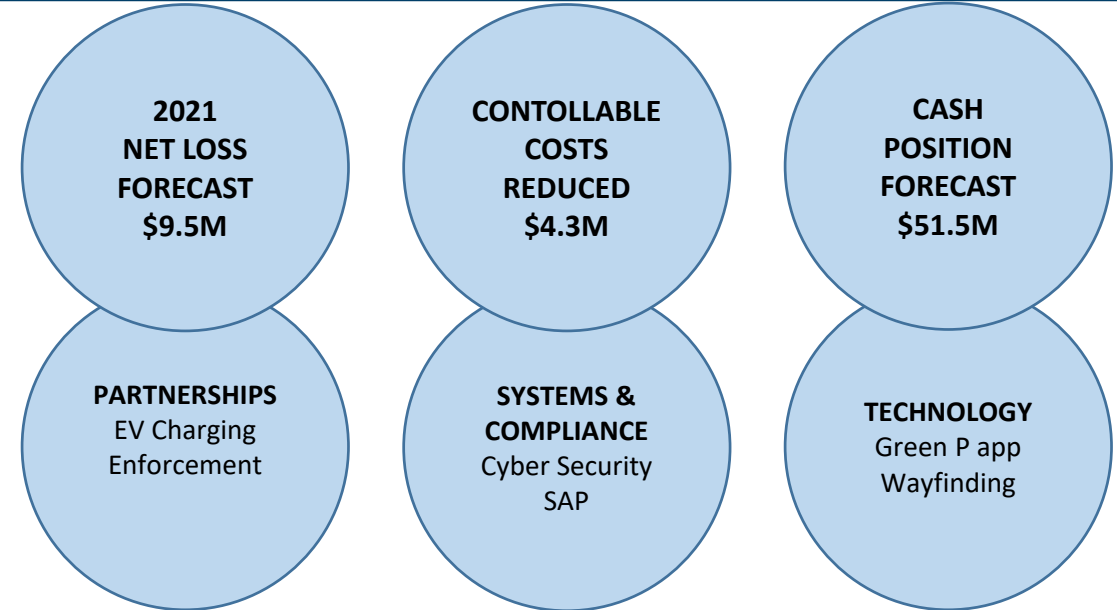 2021
NET LOSS
FORECAST
$9.5M
CONTOLLABLE
COSTS
REDUCED
$4.3M
CASH
POSITION
FORECAST
$51.5M
PARTNERSHIPS
EV Charging
Enforcement
SYSTEMS &
COMPLIANCE
Cyber Security
SAP
TECHNOLOGY
Green P app
Wayfinding